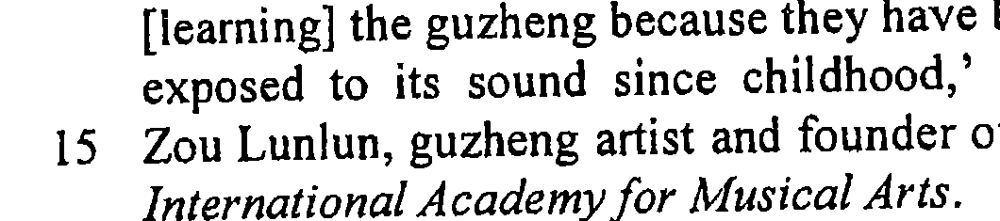 [learning] the guzheng because they have
exposed to its sound since childhood,'
15 Zou Lunlun, guzheng artist and founder
International Academy for Musical Arts.